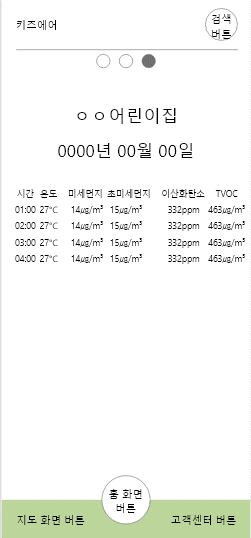 키즈에어
검색
버튼
ㅇㅇ어린이집
0000년 00월 00일
시간 온도 미세먼지 초미세먼지 이산화탄소 TVOC
01:00 27℃ 14㎍/m³ 15㎍/m³ 332ppm 463㎍/m³
02:00 27℃ 14㎍/m³ 15㎍/m³ 332ppm 463㎍/m³
03:00 27℃ 14㎍/m³ 15㎍/m³ 332ppm 463㎍/m³
04:00 27℃ 14㎍/m³ 15㎍/m³ 332ppm 463㎍/m³
홈 화면
버튼
지도 화면 버튼 고객센터 버튼